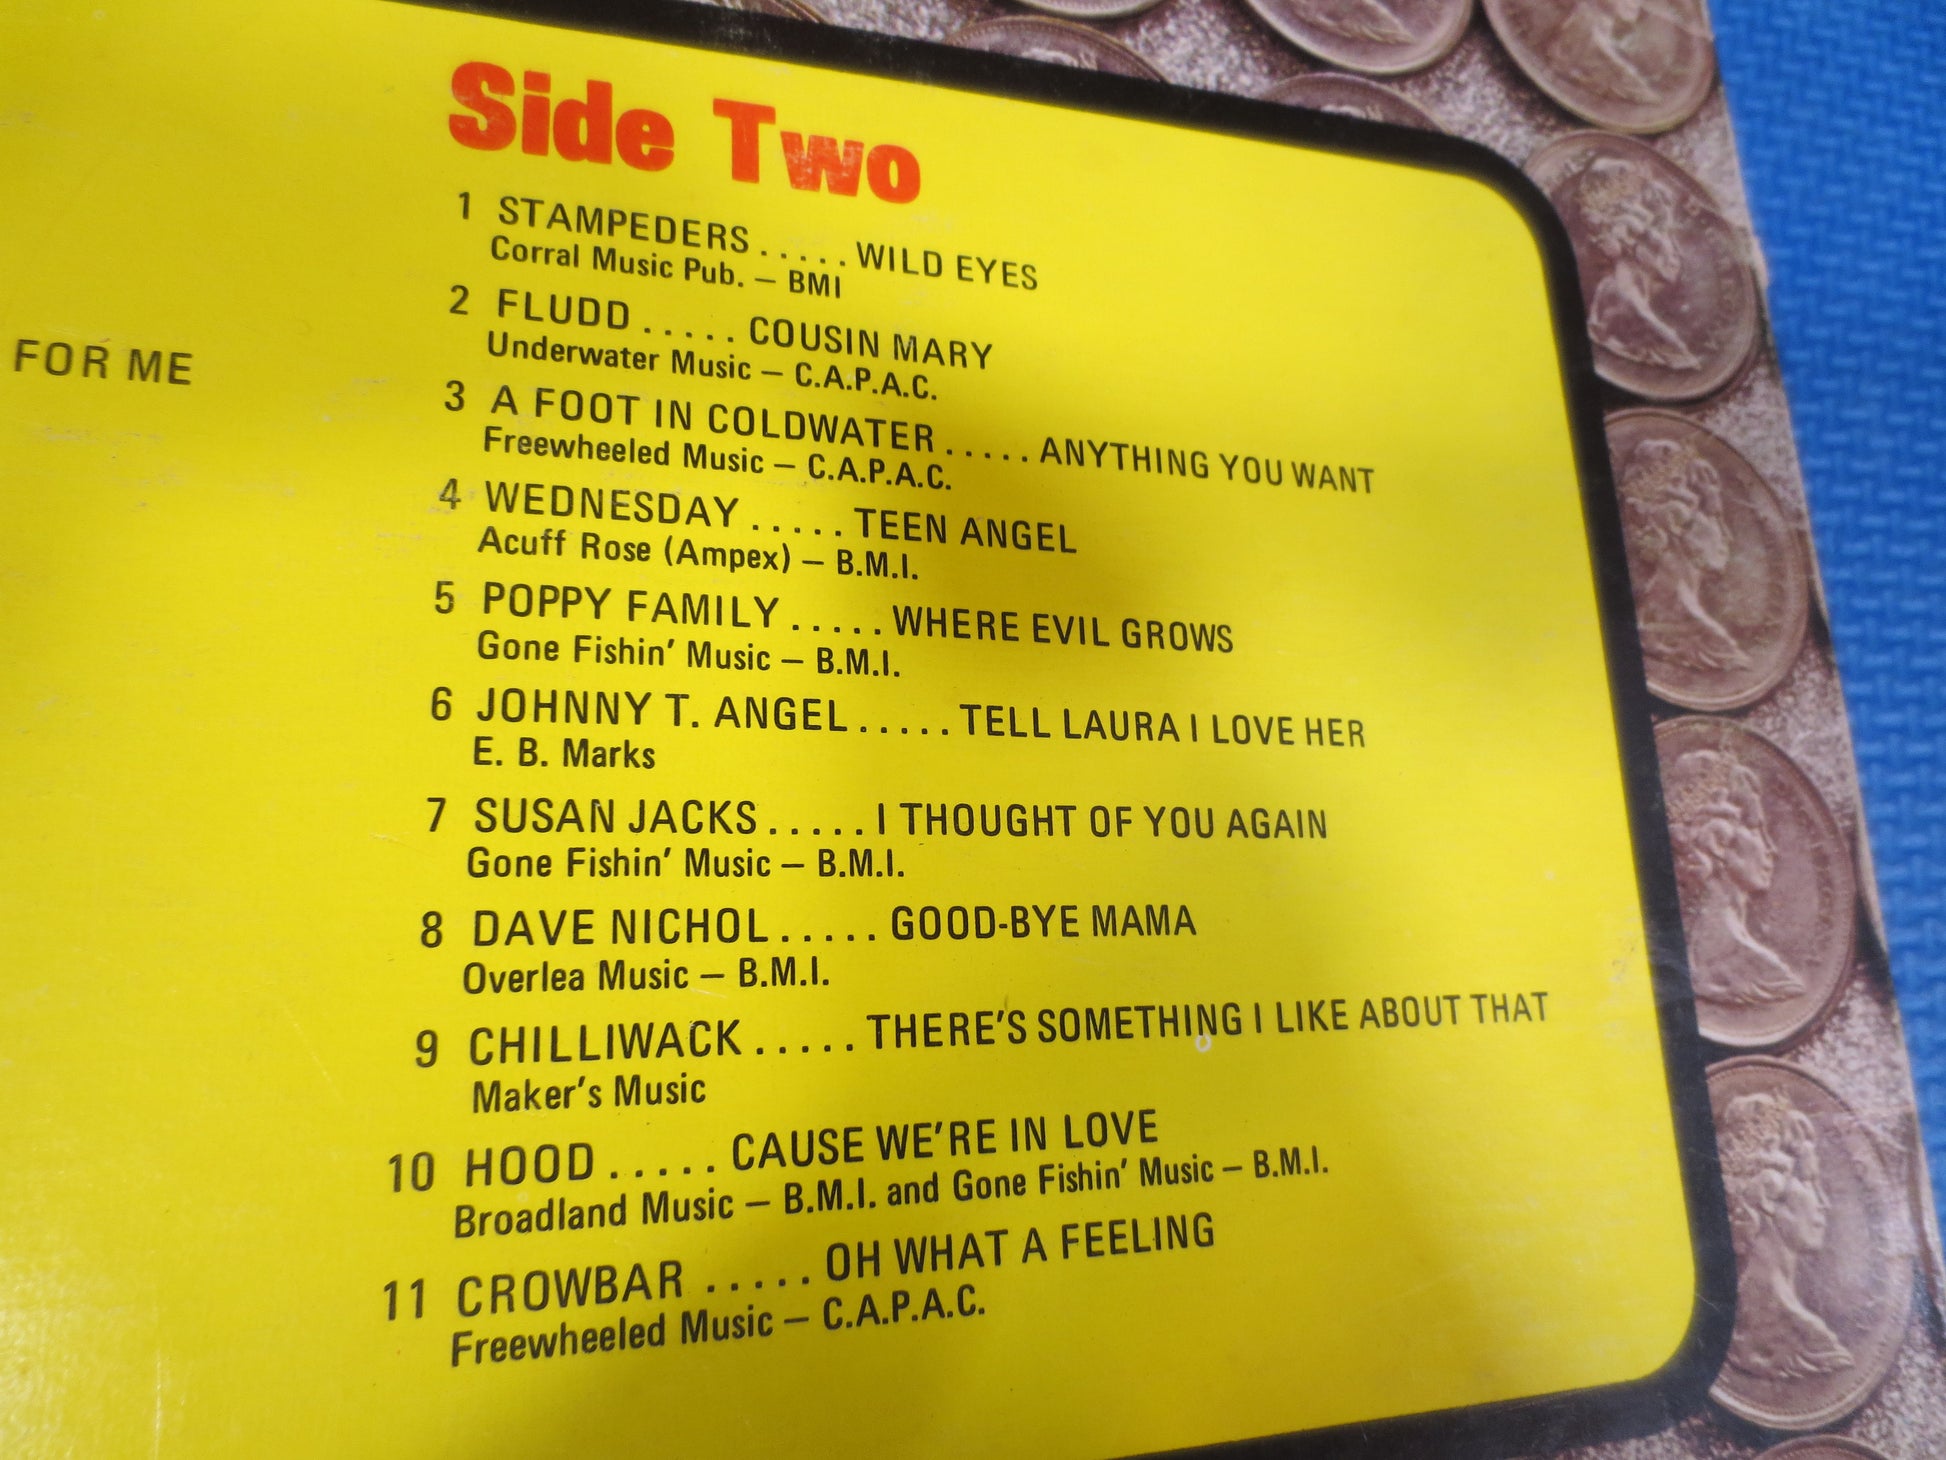 Side Two
1 STAMPEDERS ..... WILD EYES
Corral Music Pub. – BMI
2 FLUDD ..... COUSIN MARY
Underwater Music – C.A.P.A.C.
FOR ME
3 A FOOT IN COLDWATER ..... ANYTHING YOU WANT
Freewheeled Music – C.A.P.A.C.
4 WEDNESDAY ..... TEEN ANGEL
Acuff Rose (Ampex) – B.M.I.
5 POPPY FAMILY ..... WHERE EVIL GROWS
Gone Fishin' Music – B.M.I.
6 JOHNNY T. ANGEL ..... TELL LAURA I LOVE HER
E. B. Marks
7 SUSAN JACKS ..... I THOUGHT OF YOU AGAIN
Gone Fishin' Music – B.M.I.
8 DAVE NICHOL ..... GOOD-BYE MAMA
Overlea Music – B.M.I.
9 CHILLIWACK ..... THERE'S SOMETHING I LIKE ABOUT THAT
Maker's Music
10 HOOD ..... CAUSE WE'RE IN LOVE
Broadland Music – B.M.I. and Gone Fishin' Music – B.M.I.
11 CROWBAR ..... OH WHAT A FEELING
Freewheeled Music – C.A.P.A.C.